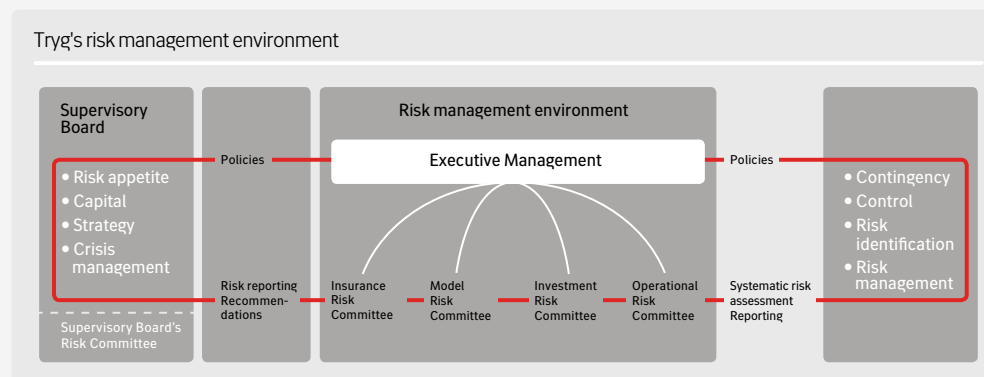 Tryg's risk management environment
Supervisory
Board
• Risk appetite
• Capital
• Strategy
• Crisis
management
Supervisory Board's
Risk Committee
Policies
Risk reporting
Recommen-
dations
Risk management environment
Executive Management
Insurance
Risk
Committee
Model
Risk
Committee
Investment
Risk
Committee
Operational
Risk
Committee
Policies
Systematic risk
assessment
Reporting
• Contingency
• Control
• Risk
identification
• Risk
management